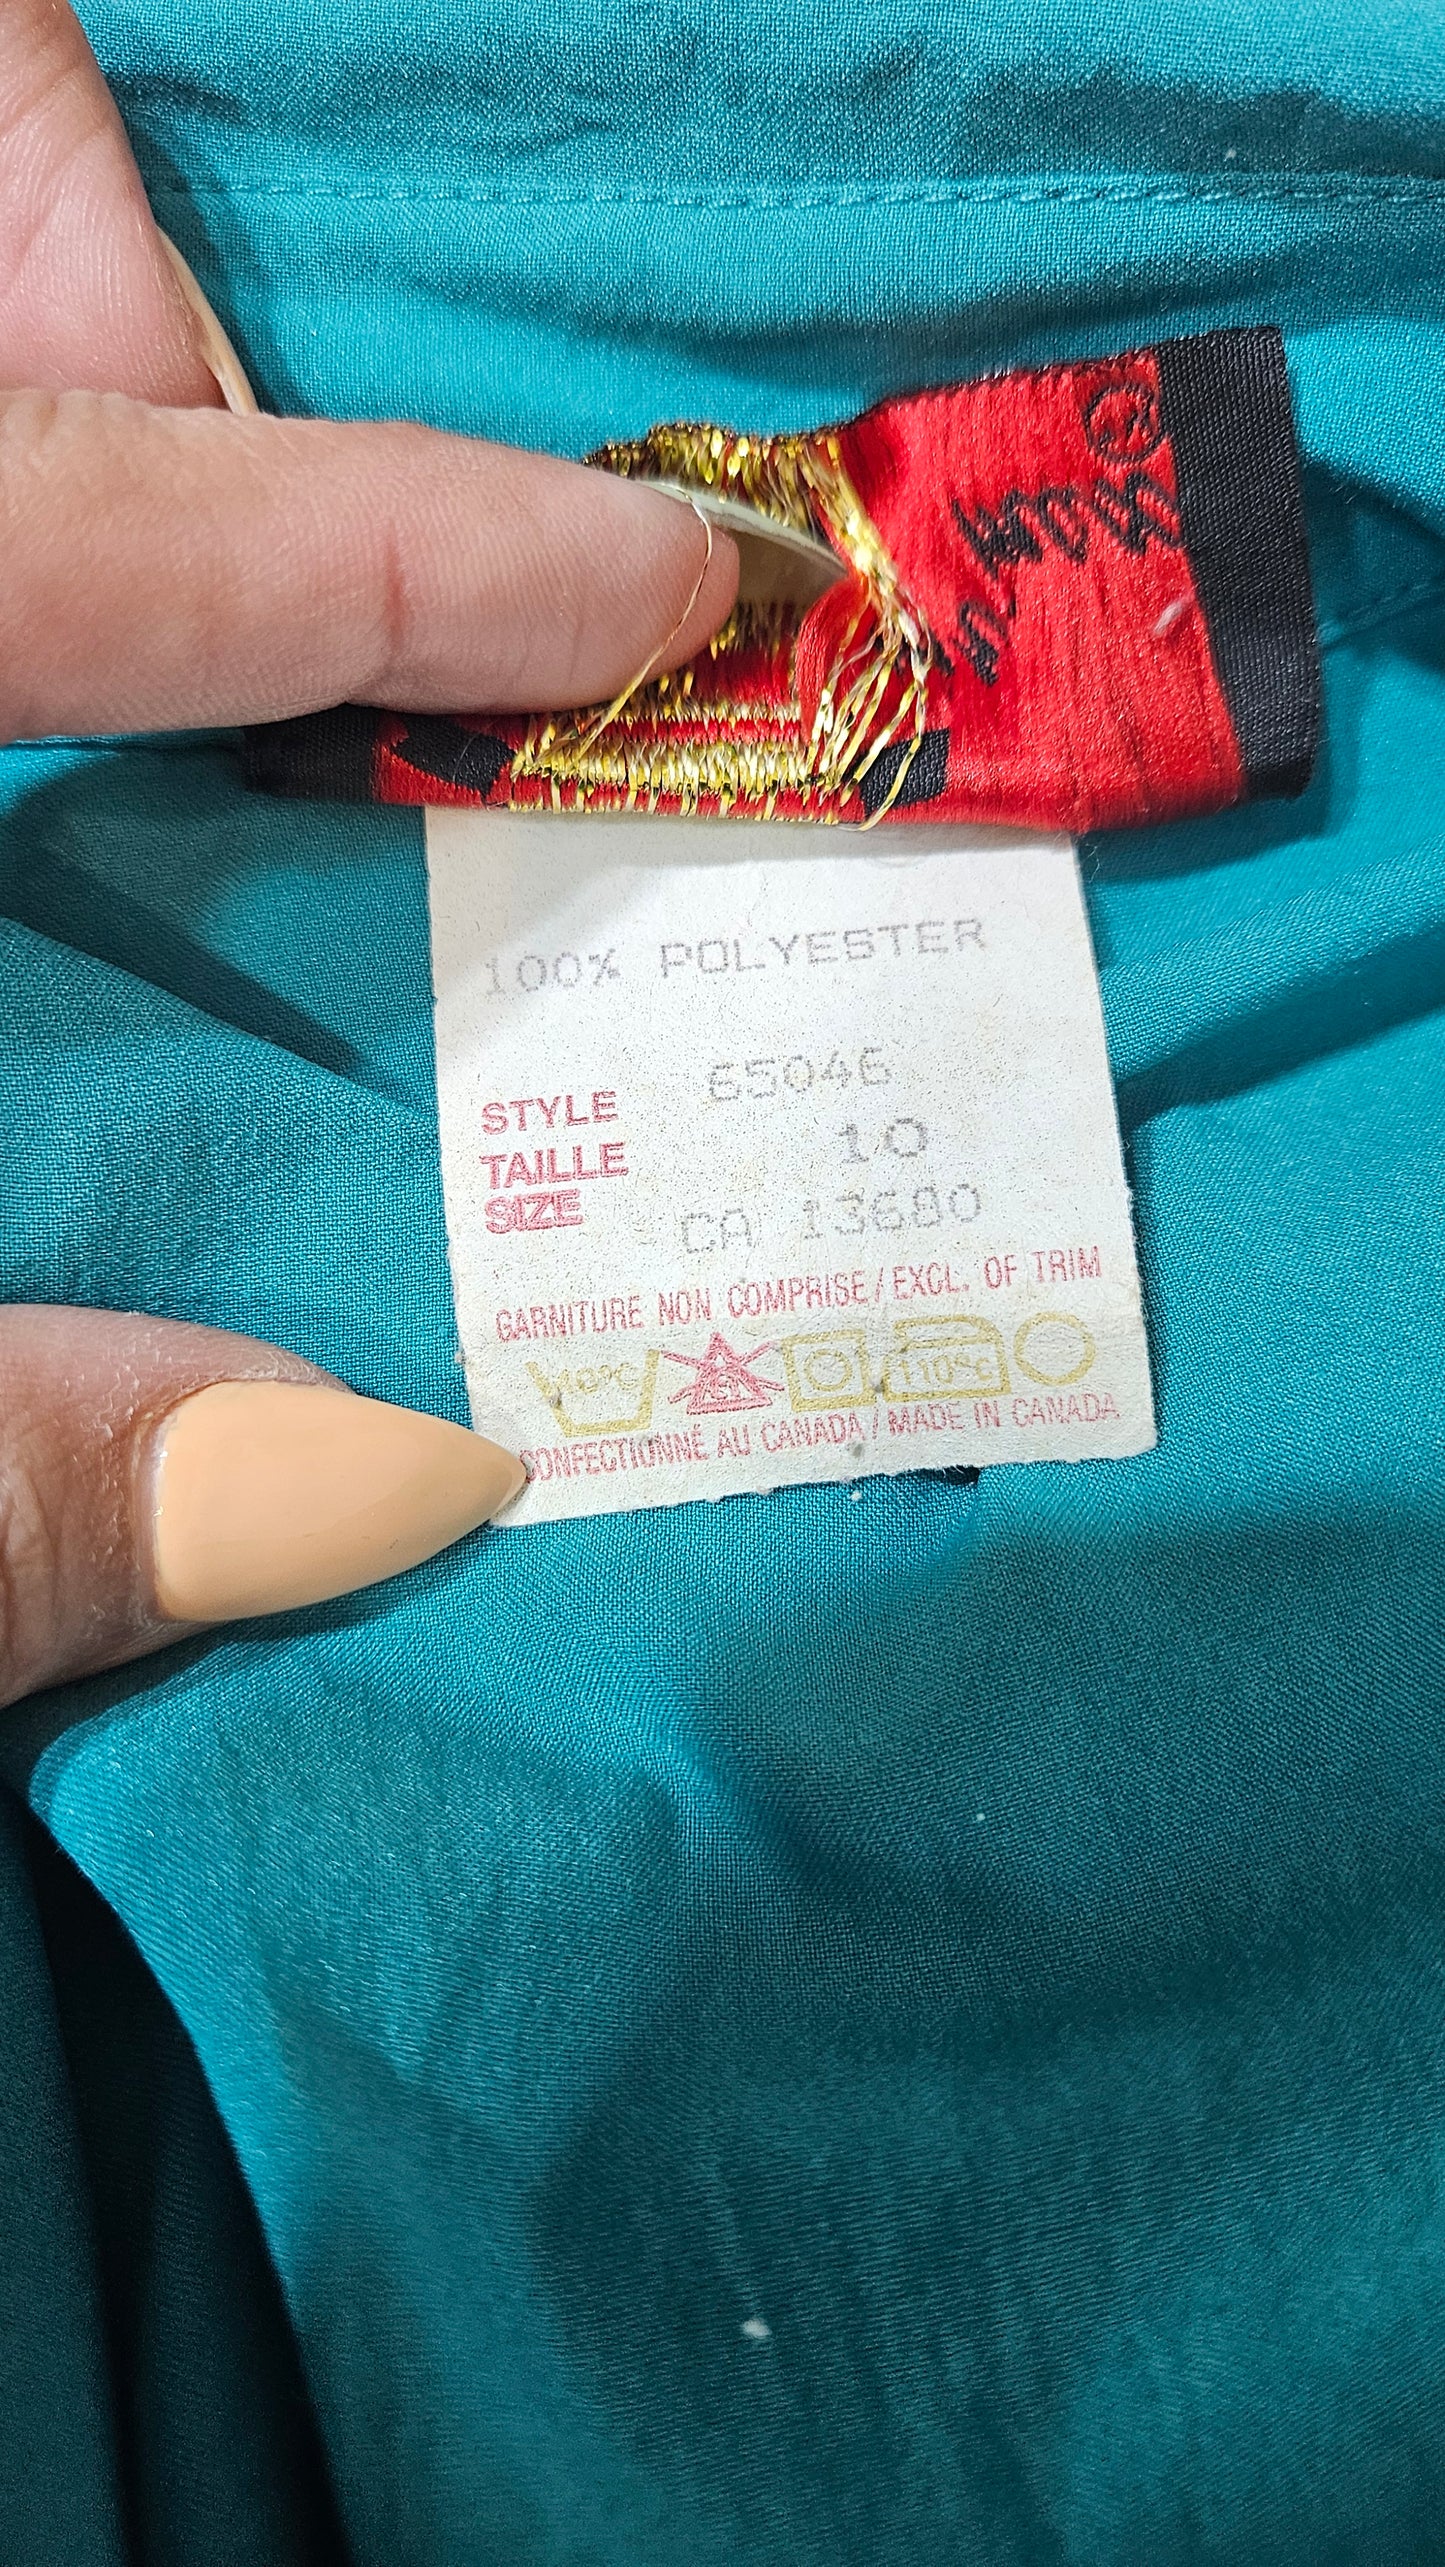 100% POLYESTER
65046
STYLE
10
TAILLE
SIZE
CA 13680
GARNITURE NON COMPRISE / EXCL. OF TRIM
110°C
CONFECTIONNÉ AU CANADA / MADE IN CANADA